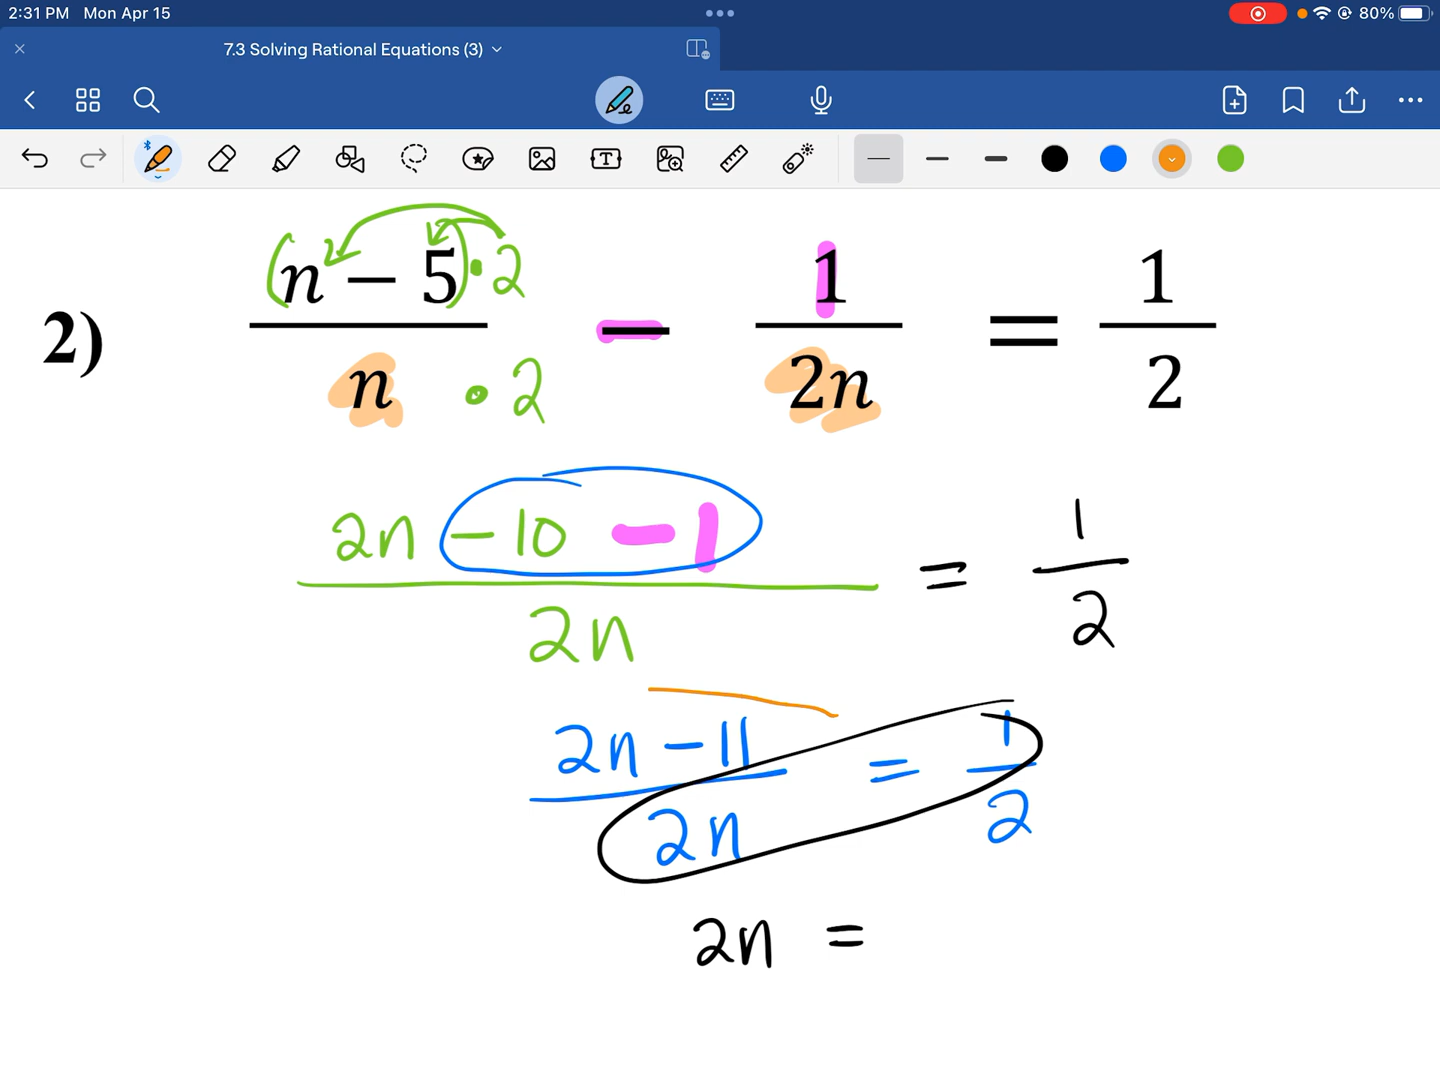 2:31 PM Mon Apr 15 80%
7.3 Solving Rational Equations (3)
2) (n − 5) · 2 / n · 2 − 1 / 2n = 1 / 2
2n − 10 − 1 / 2n = 1 / 2
2n − 11 / 2n = 1 / 2
2n =